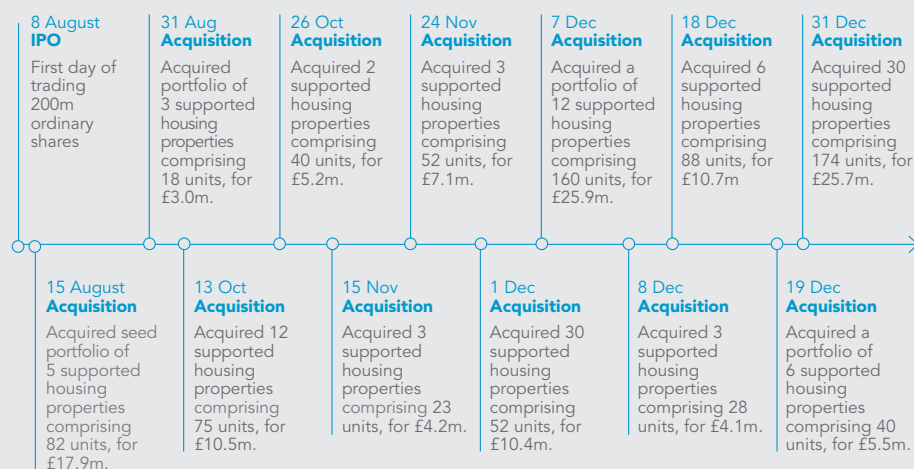 8 August
IPO
First day of
trading
200m
ordinary
shares
31 Aug
Acquisition
Acquired
portfolio of
3 supported
housing
properties
comprising
18 units, for
£3.0m.
26 Oct
Acquisition
Acquired 2
supported
housing
properties
comprising
40 units, for
£5.2m.
24 Nov
Acquisition
Acquired 3
supported
housing
properties
comprising
52 units, for
£7.1m.
7 Dec
Acquisition
Acquired a
portfolio of
12 supported
housing
properties
comprising
160 units, for
£25.9m.
18 Dec
Acquisition
Acquired 6
supported
housing
properties
comprising
88 units, for
£10.7m
31 Dec
Acquisition
Acquired 30
supported
housing
properties
comprising
174 units, for
£25.7m.
15 August
Acquisition
Acquired seed
portfolio of
5 supported
housing
properties
comprising
82 units, for
£17.9m.
13 Oct
Acquisition
Acquired 12
supported
housing
properties
comprising
75 units, for
£10.5m.
15 Nov
Acquisition
Acquired 3
supported
housing
properties
comprising 23
units, for £4.2m.
1 Dec
Acquisition
Acquired 30
supported
housing
properties
comprising
52 units, for
£10.4m.
8 Dec
Acquisition
Acquired 3
supported
housing
properties
comprising 28
units, for £4.1m.
19 Dec
Acquisition
Acquired a
portfolio of
6 supported
housing
properties
comprising 40
units, for £5.5m.